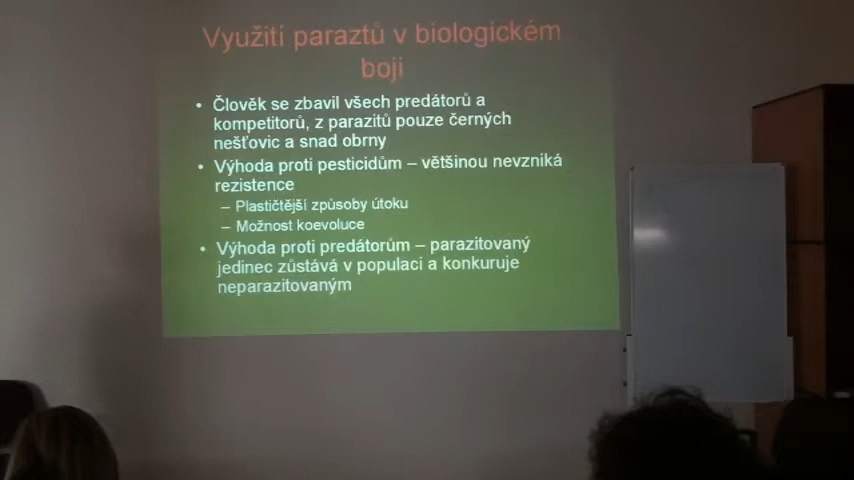 Využití paraztů v biologickém
boji
• Člověk se zbavil všech predátorů a
kompetitorů, z parazitů pouze černých
nešťovic a snad obrny
• Výhoda proti pesticidům – většinou nevzniká
rezistence
– Plastičtější způsoby útoku
– Možnost koevoluce
• Výhoda proti predátorům – parazitovaný
jedinec zůstává v populaci a konkuruje
neparazitovaným